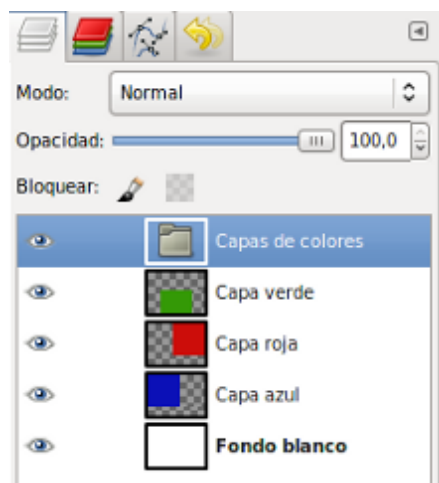 Modo: Normal
Opacidad: 100,0
Bloquear:
Capas de colores
Capa verde
Capa roja
Capa azul
Fondo blanco